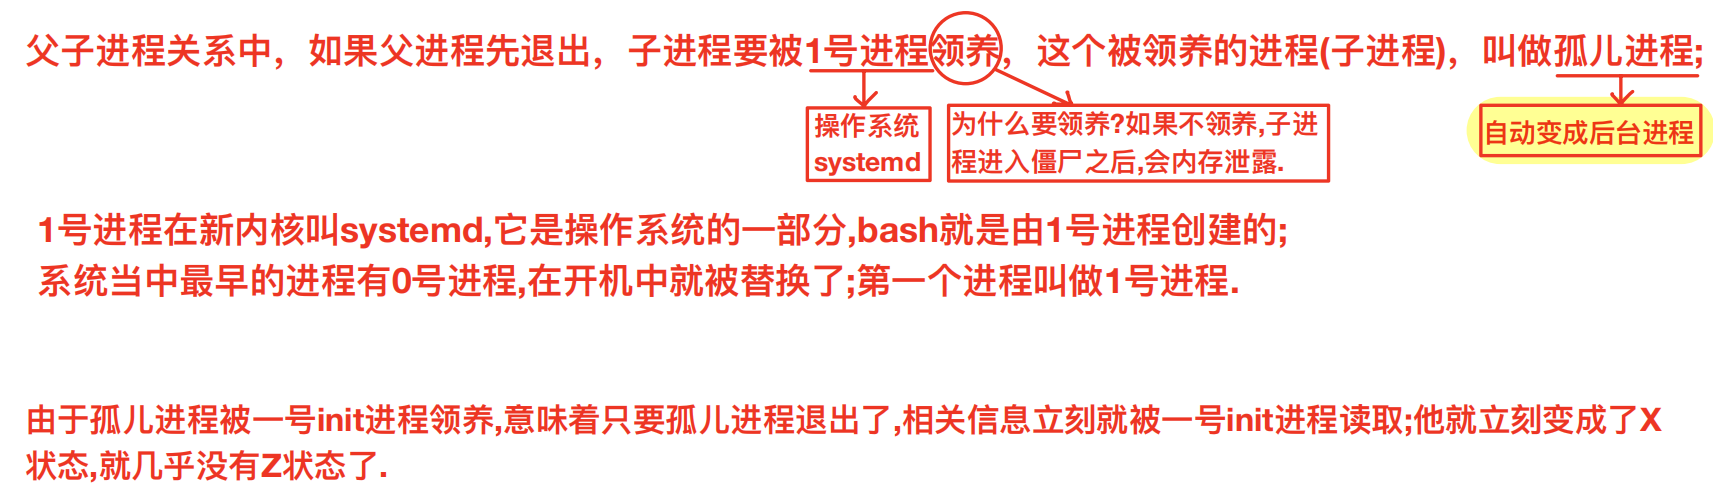 父子进程关系中，如果父进程先退出，子进程要被1号进程领养，这个被领养的进程(子进程)，叫做孤儿进程;
操作系统
systemd
为什么要领养?如果不领养,子进
程进入僵尸之后,会内存泄露.
自动变成后台进程
1号进程在新内核叫systemd,它是操作系统的一部分,bash就是由1号进程创建的;
系统当中最早的进程有0号进程,在开机中就被替换了;第一个进程叫做1号进程.
由于孤儿进程被一号init进程领养,意味着只要孤儿进程退出了,相关信息立刻就被一号init进程读取;他就立刻变成了X
状态,就几乎没有Z状态了.